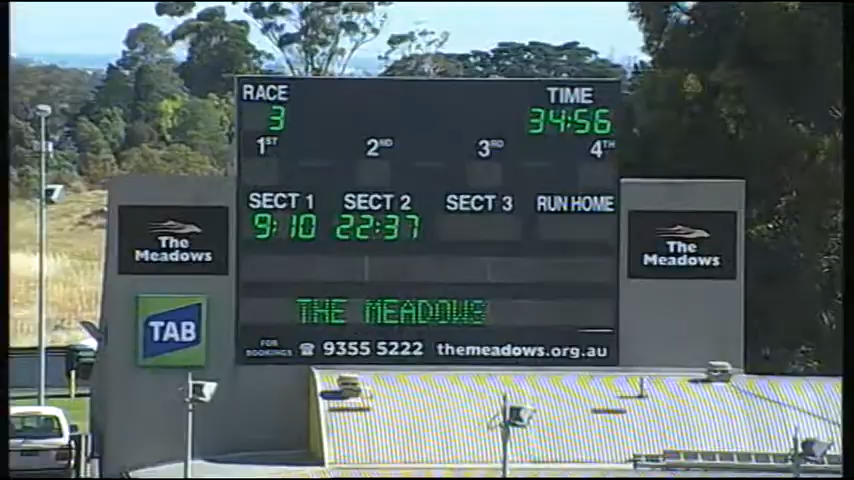 RACE TIME
3 34:56
1ST 2ND 3RD 4TH
SECT 1 SECT 2 SECT 3 RUN HOME
9:10 22:37
The Meadows
The Meadows
THE MEADOWS
TAB
FOR BOOKINGS 9355 5222 themeadows.org.au